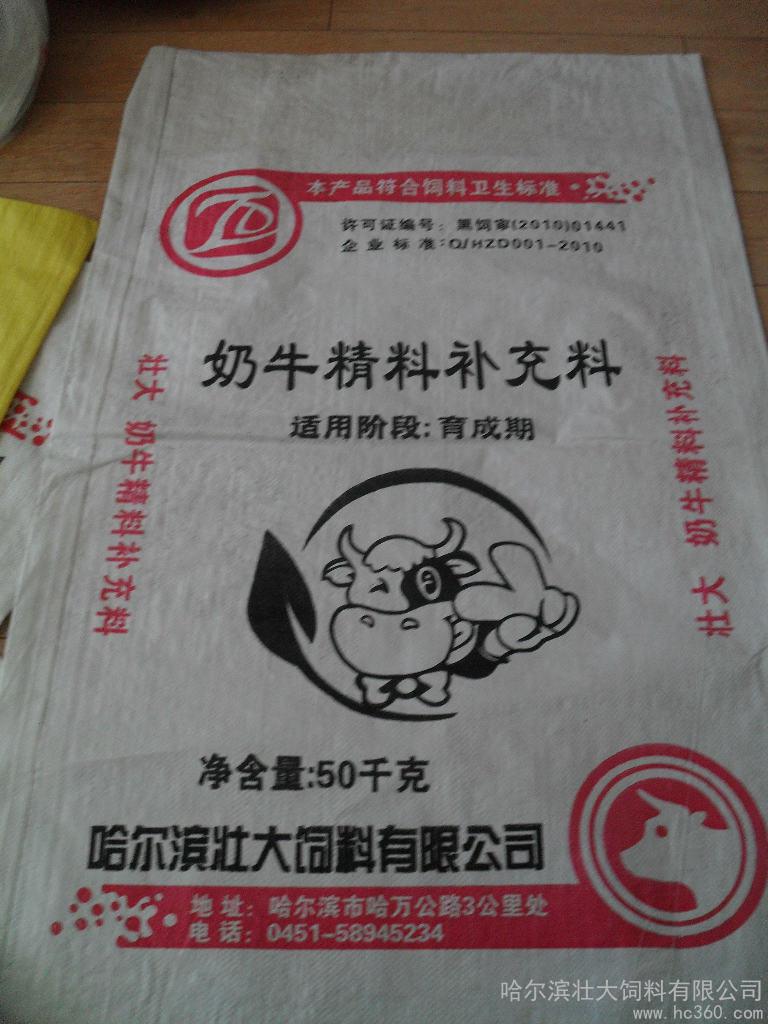 本产品符合饲料卫生标准
许可证编号：黑饲审(2010)01441
企业标准：Q/HZD001-2010
奶牛精料补充料
适用阶段：育成期
壮大 奶牛精料补充料
壮大 奶牛精料补充料
净含量:50千克
哈尔滨壮大饲料有限公司
地址：哈尔滨市哈万公路3公里处
电话：0451-58945234
哈尔滨壮大饲料有限公司
www.hc360.com